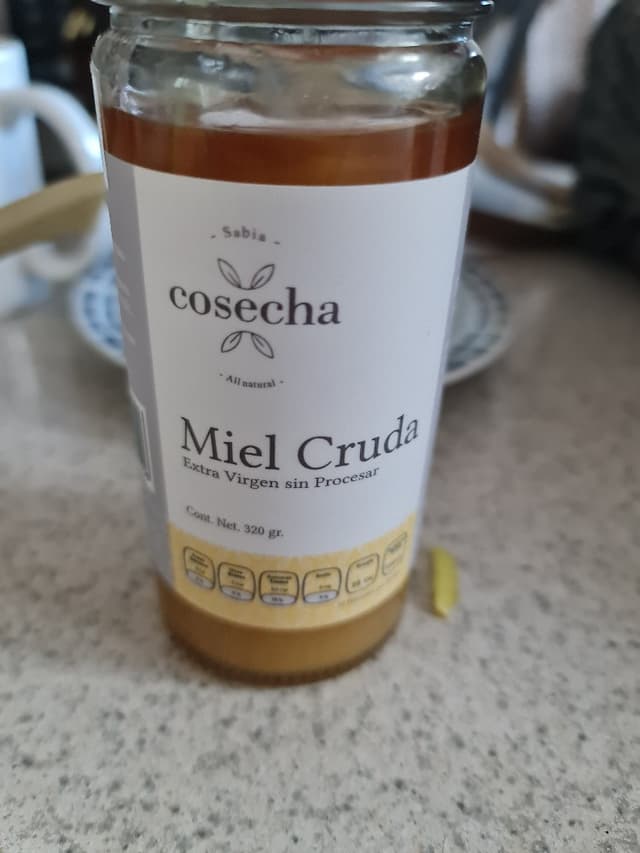 - Sabia -
cosecha
- All natural -
Miel Cruda
Extra Virgen sin Procesar
Cont. Net. 320 gr.